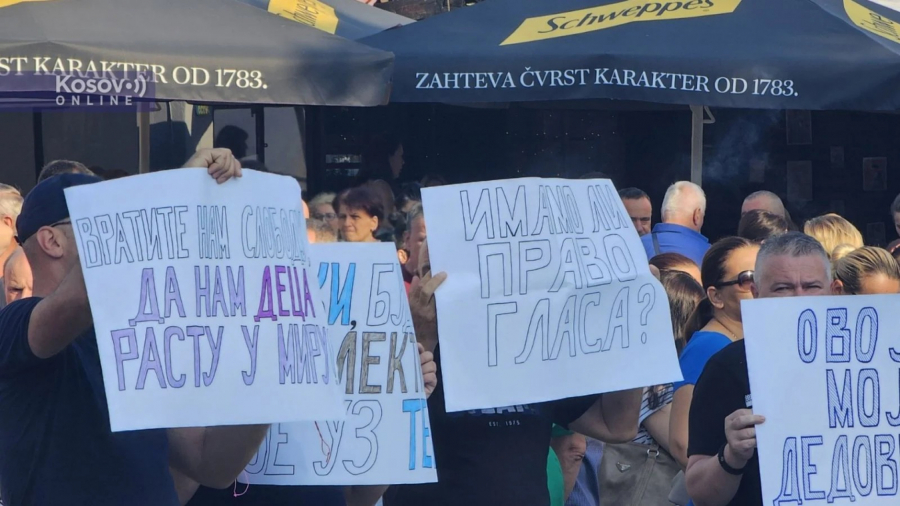 Schweppes
ST KARAKTER OD 1783.
ZAHTEVA ČVRST KARAKTER OD 1783.
Kosovo
ONLINE
ВРАТИТЕ НАМ СЛОБОДУ
ДА НАМ ДЕЦА
РАСТУ У МИРУ
ИМАМО ЛИ
ПРАВО
ГЛАСА?
УЗ
ОВО
МОЈ
ДЕДОВ